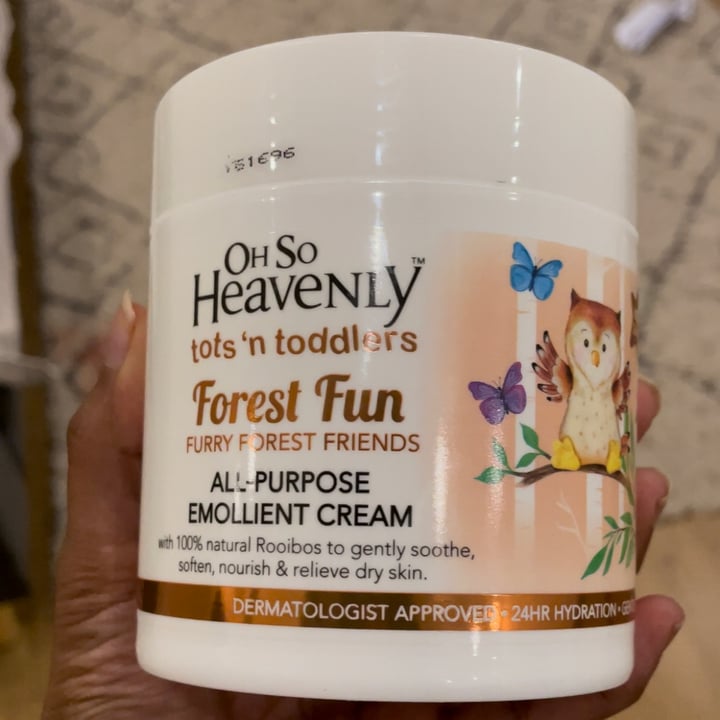 Oh So
Heavenly™
tots 'n toddlers
Forest Fun
FURRY FOREST FRIENDS
ALL-PURPOSE
EMOLLIENT CREAM
with 100% natural Rooibos to gently soothe,
soften, nourish & relieve dry skin.
DERMATOLOGIST APPROVED • 24HR HYDRATION •